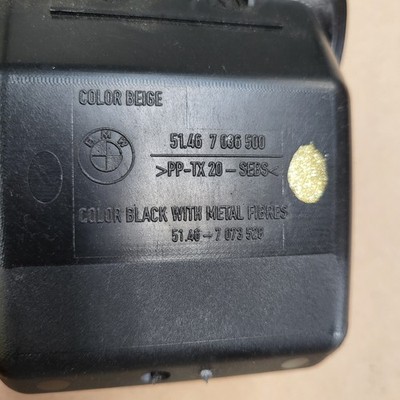 COLOR BEIGE
BMW
51.46 7 036 500
>PP-TX 20-SEBS<
COLOR BLACK WITH METAL FIBRES
51.46-7 073 529